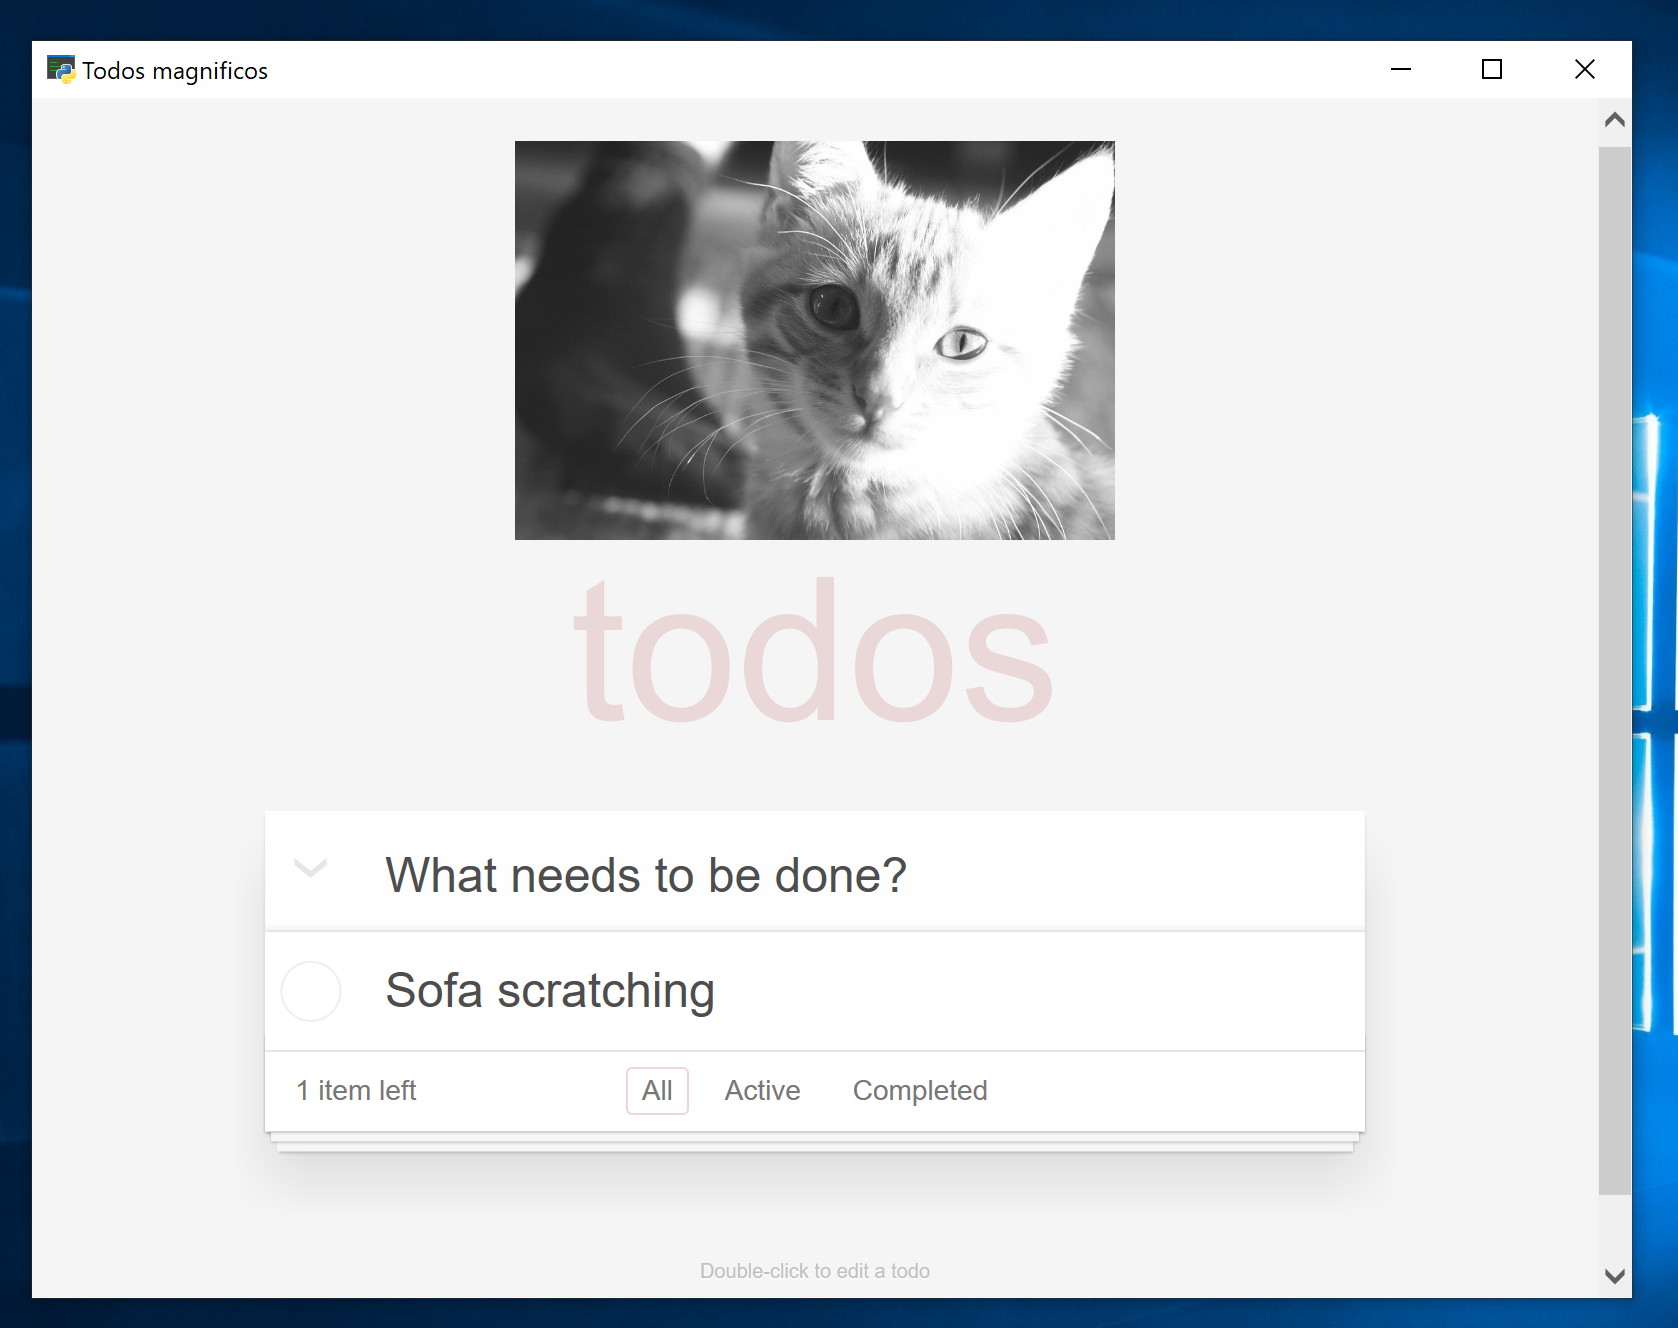 Todos magnificos
todos
What needs to be done?
Sofa scratching
1 item left All Active Completed
Double-click to edit a todo